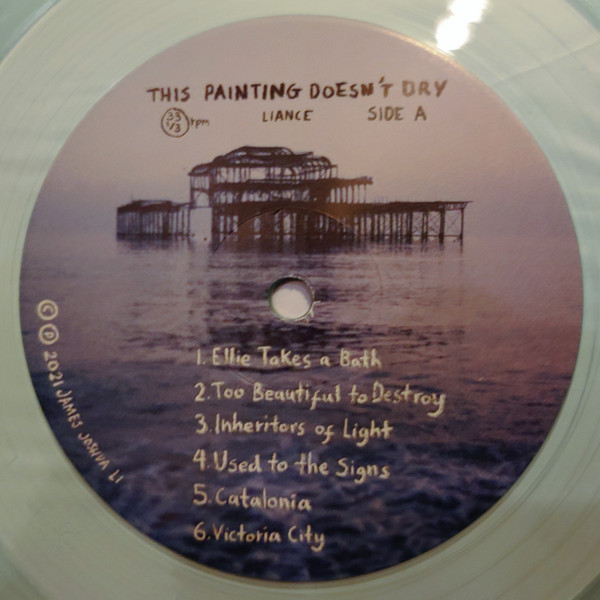 THIS PAINTING DOESN'T DRY
33 1/3 rpm LIANCE SIDE A
1. Ellie Takes a Bath
2. Too Beautiful to Destroy
3. Inheritors of Light
4. Used to the Signs
5. Catalonia
6. Victoria City
© ℗ 2021 JAMES JOSHUA LI